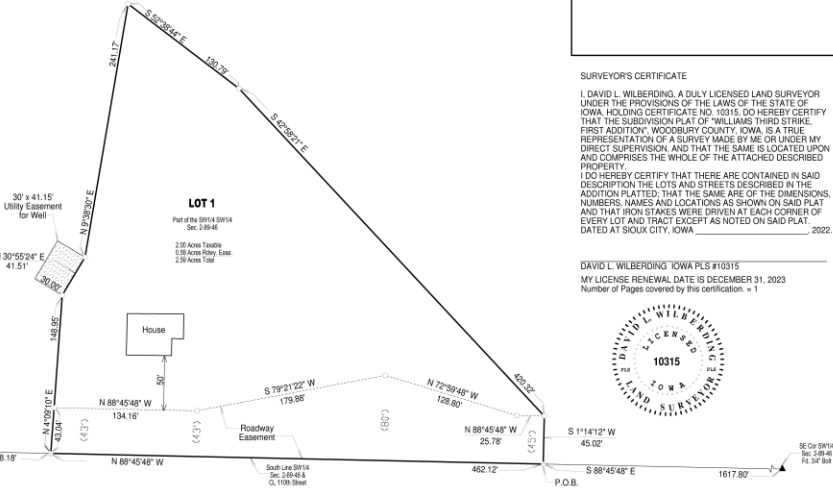 S 52°38'44" E
130.79'
241.17'
S 42°58'21" E
420.32'
N 9°38'30" E
30' x 41.15'
Utility Easement
for Well
N 30°55'24" E
41.51'
30.00'
LOT 1
Part of the SW1/4 SW1/4
Sec. 2-89-46
2.00 Acres Taxable
0.59 Acres Rdwy. Ease.
2.59 Acres Total
148.95'
House
50'
N 4°09'10" E
43.04'
N 88°45'48" W
134.16'
S 79°21'22" W
179.88'
N 72°59'48" W
128.80'
N 88°45'48" W
25.78'
(43')
(43')
(80')
(45')
Roadway
Easement
S 1°14'12" W
45.02'
8.18'
N 88°45'48" W
462.12'
South Line SW1/4
Sec. 2-89-46 &
CL 110th Street
P.O.B.
S 88°45'48" E
1617.80'
SE Cor SW1/4
Sec. 2-89-46
Fd. 3/4" Bolt
SURVEYOR'S CERTIFICATE
I, DAVID L. WILBERDING, A DULY LICENSED LAND SURVEYOR
UNDER THE PROVISIONS OF THE LAWS OF THE STATE OF
IOWA, HOLDING CERTIFICATE NO. 10315, DO HEREBY CERTIFY
THAT THE SUBDIVISION PLAT OF "WILLIAMS THIRD STRIKE,
FIRST ADDITION", WOODBURY COUNTY, IOWA, IS A TRUE
REPRESENTATION OF A SURVEY MADE BY ME OR UNDER MY
DIRECT SUPERVISION, AND THAT THE SAME IS LOCATED UPON
AND COMPRISES THE WHOLE OF THE ATTACHED DESCRIBED
PROPERTY.
I DO HEREBY CERTIFY THAT THERE ARE CONTAINED IN SAID
DESCRIPTION THE LOTS AND STREETS DESCRIBED IN THE
ADDITION PLATTED; THAT THE SAME ARE OF THE DIMENSIONS,
NUMBERS, NAMES AND LOCATIONS AS SHOWN ON SAID PLAT
AND THAT IRON STAKES WERE DRIVEN AT EACH CORNER OF
EVERY LOT AND TRACT EXCEPT AS NOTED ON SAID PLAT.
DATED AT SIOUX CITY, IOWA ____________________, 2022.
DAVID L. WILBERDING IOWA PLS #10315
MY LICENSE RENEWAL DATE IS DECEMBER 31, 2023
Number of Pages covered by this certification. = 1
DAVID L. WILBERDING
LICENSED
PLS 10315 PLS
IOWA
LAND SURVEYOR